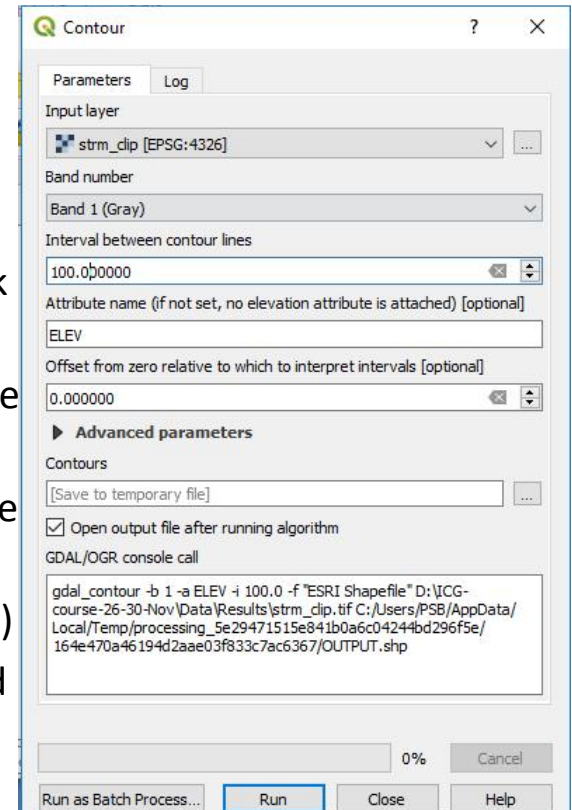 Contour
? ×
Parameters Log
Input layer
strm_clip [EPSG:4326]
...
Band number
Band 1 (Gray)
Interval between contour lines
100.000000
k
Attribute name (if not set, no elevation attribute is attached) [optional]
ELEV
Offset from zero relative to which to interpret intervals [optional]
e
0.000000
Advanced parameters
Contours
[Save to temporary file]
...
e
Open output file after running algorithm
GDAL/OGR console call
gdal_contour -b 1 -a ELEV -i 100.0 -f "ESRI Shapefile" D:\ICG-
course-26-30-Nov\Data\Results\strm_clip.tif C:/Users/PSB/AppData/
)
Local/Temp/processing_5e29471515e841b0a6c04244bd296f5e/
164e470a46194d2aae03f833c7ac6367/OUTPUT.shp
0% Cancel
Run as Batch Process... Run Close Help